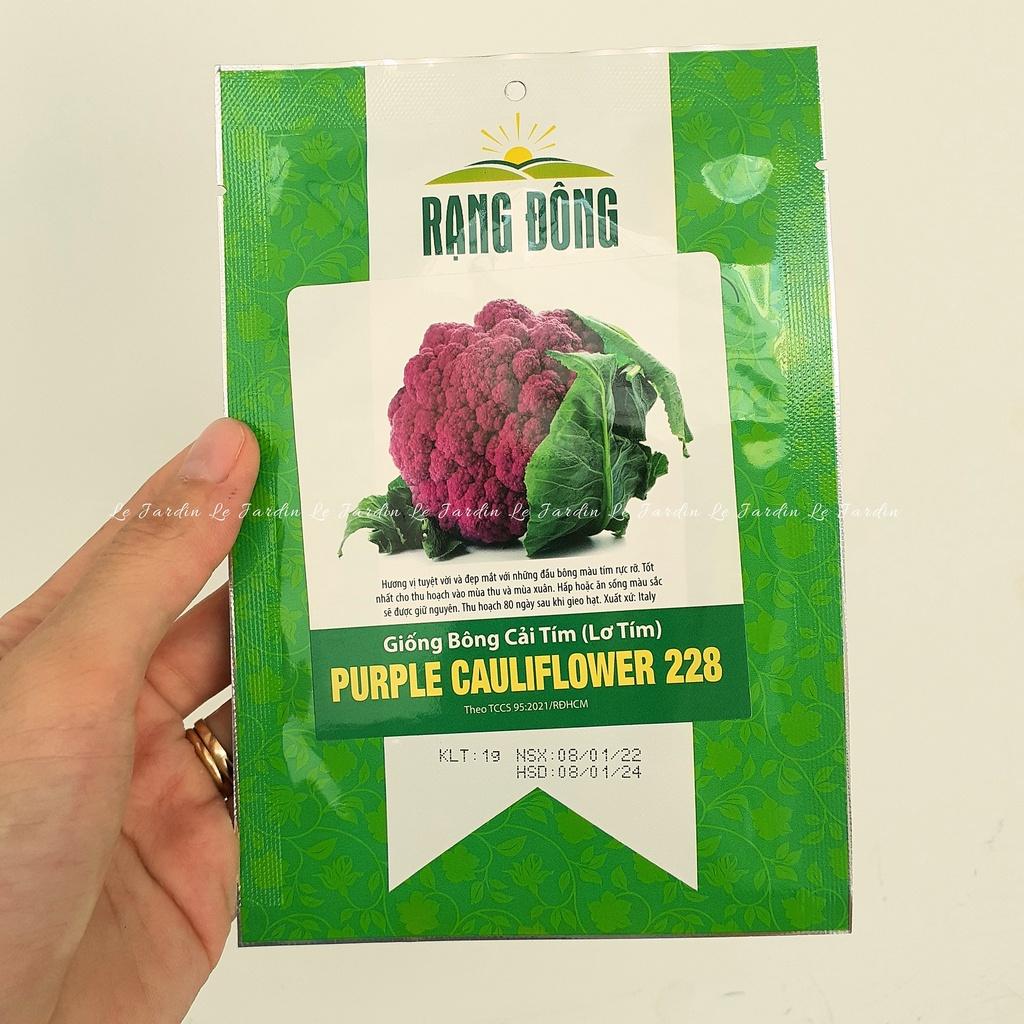 RẠNG ĐÔNG
Le Jardin Le Jardin Le Jardin Le Jardin Le Jardin Le Jardin Le Jardin Le Jardin
Hương vị tuyệt vời và đẹp mắt với những đầu bông màu tím rực rỡ. Tốt
nhất cho thu hoạch vào mùa thu và mùa xuân. Hấp hoặc ăn sống màu sắc
sẽ được giữ nguyên. Thu hoạch 80 ngày sau khi gieo hạt. Xuất xứ: Italy
Giống Bông Cải Tím (Lơ Tím)
PURPLE CAULIFLOWER 228
Theo TCCS 95:2021/RĐHCM
KLT:1g NSX:08/01/22
HSD:08/01/24